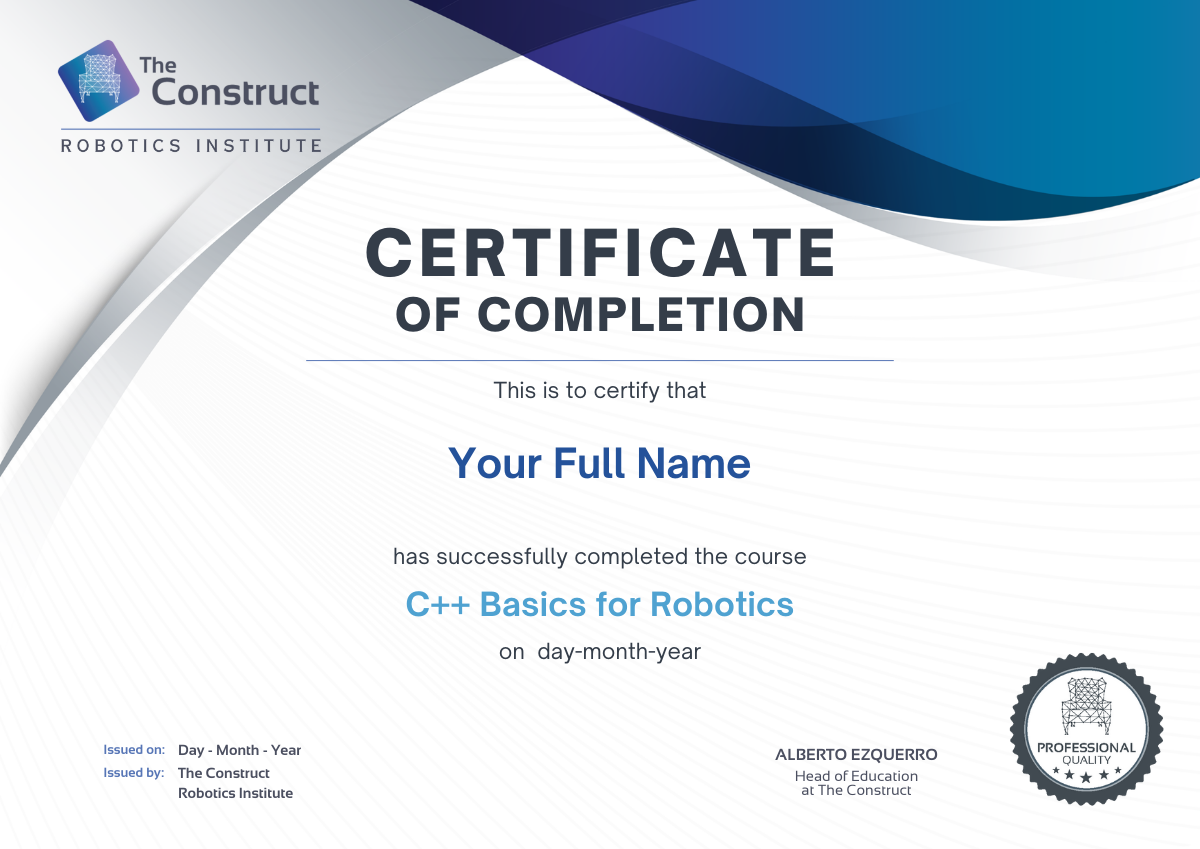 The
Construct
ROBOTICS INSTITUTE
CERTIFICATE
OF COMPLETION
This is to certify that
Your Full Name
has successfully completed the course
C++ Basics for Robotics
on day-month-year
Issued on: Day - Month - Year
Issued by: The Construct
Robotics Institute
ALBERTO EZQUERRO
Head of Education
at The Construct
PROFESSIONAL
QUALITY